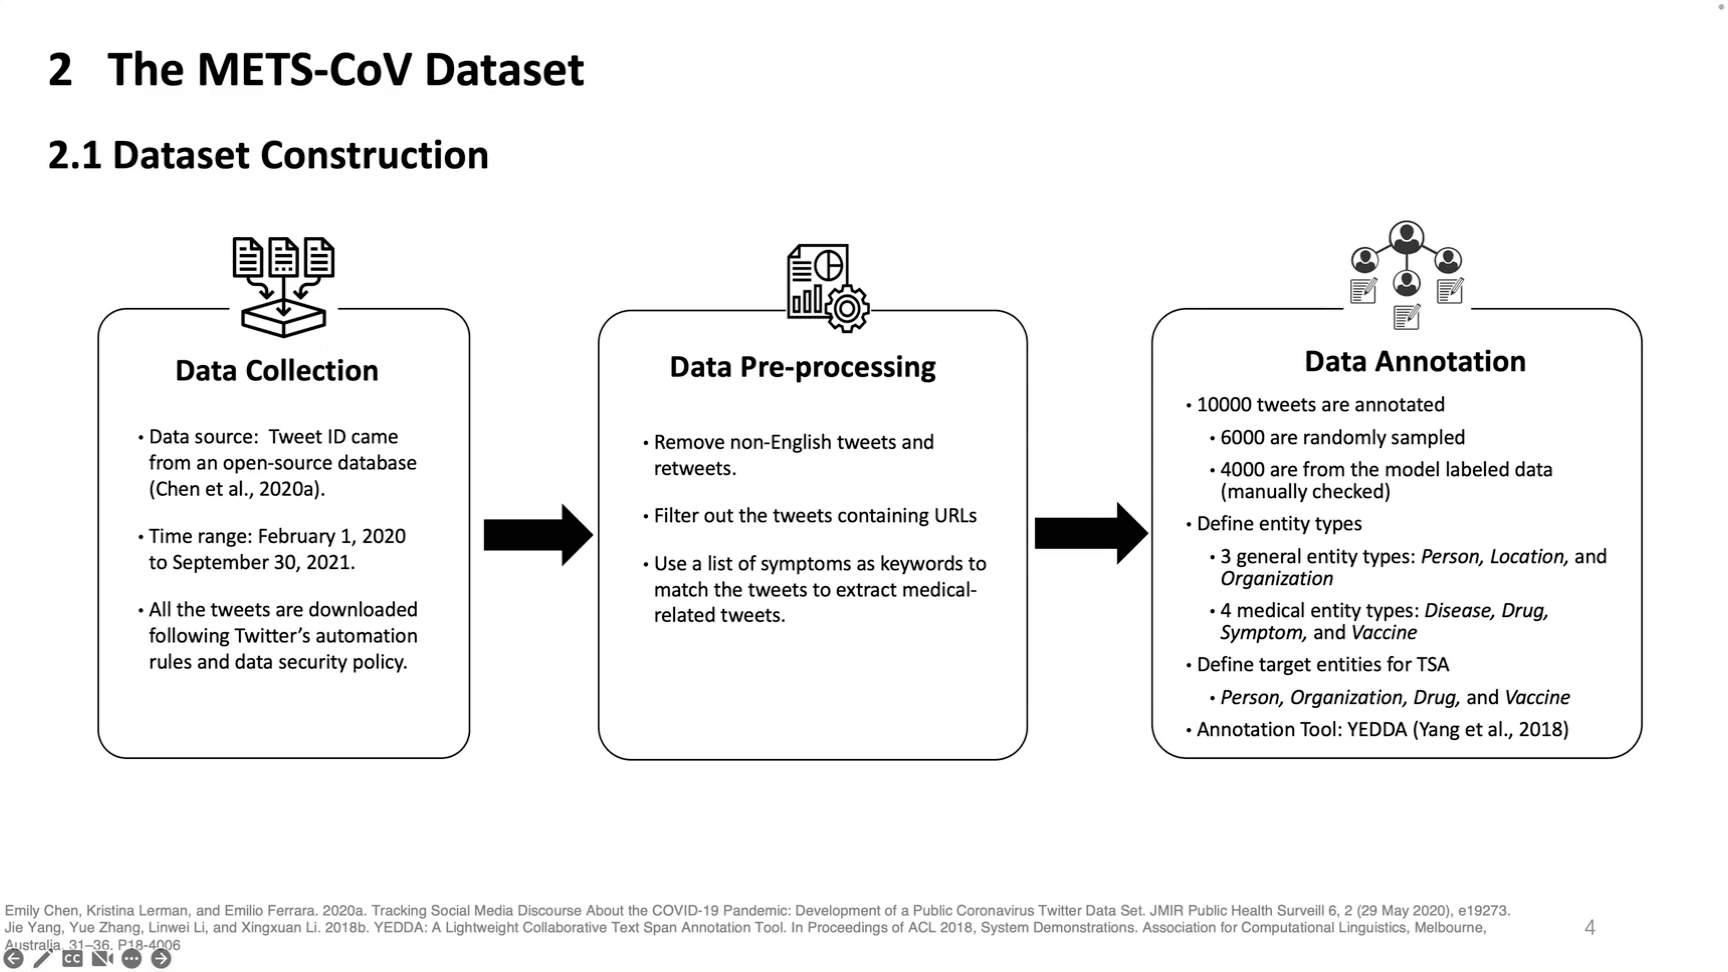 2 The METS-CoV Dataset
2.1 Dataset Construction
Data Collection
• Data source: Tweet ID came
from an open-source database
(Chen et al., 2020a).
• Time range: February 1, 2020
to September 30, 2021.
• All the tweets are downloaded
following Twitter’s automation
rules and data security policy.
Data Pre-processing
• Remove non-English tweets and
retweets.
• Filter out the tweets containing URLs
• Use a list of symptoms as keywords to
match the tweets to extract medical-
related tweets.
Data Annotation
• 10000 tweets are annotated
• 6000 are randomly sampled
• 4000 are from the model labeled data
(manually checked)
• Define entity types
• 3 general entity types: Person, Location, and
Organization
• 4 medical entity types: Disease, Drug,
Symptom, and Vaccine
• Define target entities for TSA
• Person, Organization, Drug, and Vaccine
• Annotation Tool: YEDDA (Yang et al., 2018)
Emily Chen, Kristina Lerman, and Emilio Ferrara. 2020a. Tracking Social Media Discourse About the COVID-19 Pandemic: Development of a Public Coronavirus Twitter Data Set. JMIR Public Health Surveill 6, 2 (29 May 2020), e19273.
Jie Yang, Yue Zhang, Linwei Li, and Xingxuan Li. 2018b. YEDDA: A Lightweight Collaborative Text Span Annotation Tool. In Proceedings of ACL 2018, System Demonstrations. Association for Computational Linguistics, Melbourne,
Australia, 31–36. P18-4006
4
CC